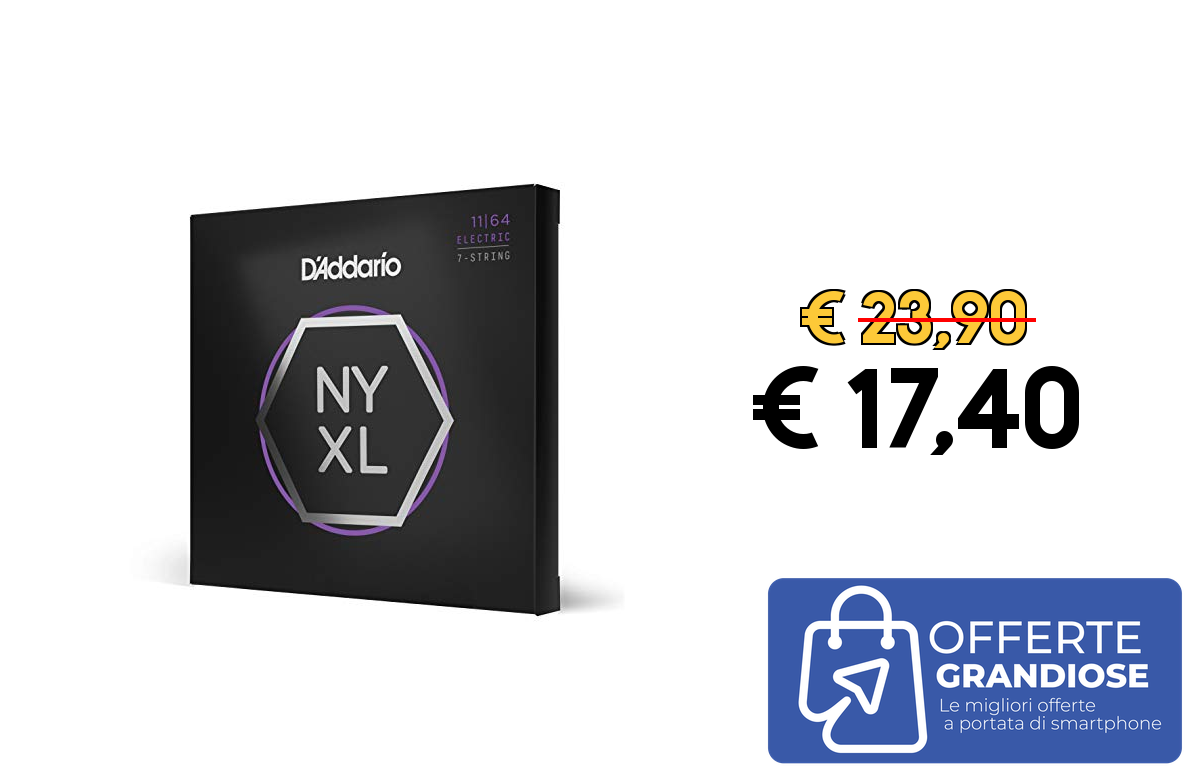 11|64
ELECTRIC
7-STRING
D'Addario
NY
XL
€ 23,90
€ 17,40
OFFERTE
GRANDIOSE
Le migliori offerte
a portata di smartphone